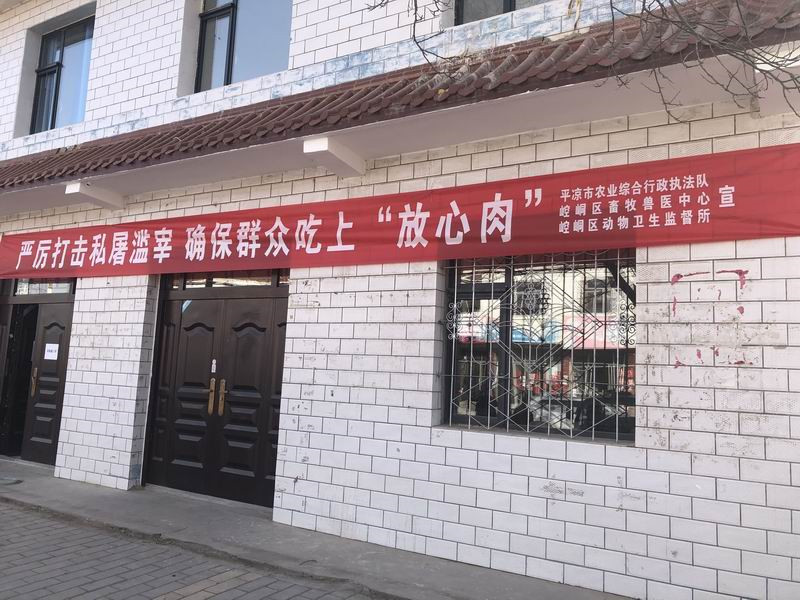 严厉打击私屠滥宰 确保群众吃上“放心肉”
平凉市农业综合行政执法队
崆峒区畜牧兽医中心 宣
崆峒区动物卫生监督所